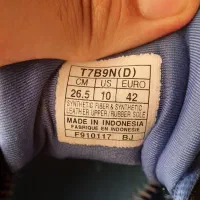 T7B9N(D)
CM US EURO
26.5 10 42
SYNTHETIC FIBER & SYNTHETIC
LEATHER UPPER/RUBBER SOLE
MADE IN INDONESIA
FABRIQUE EN INDONESIE
F910117 BJ